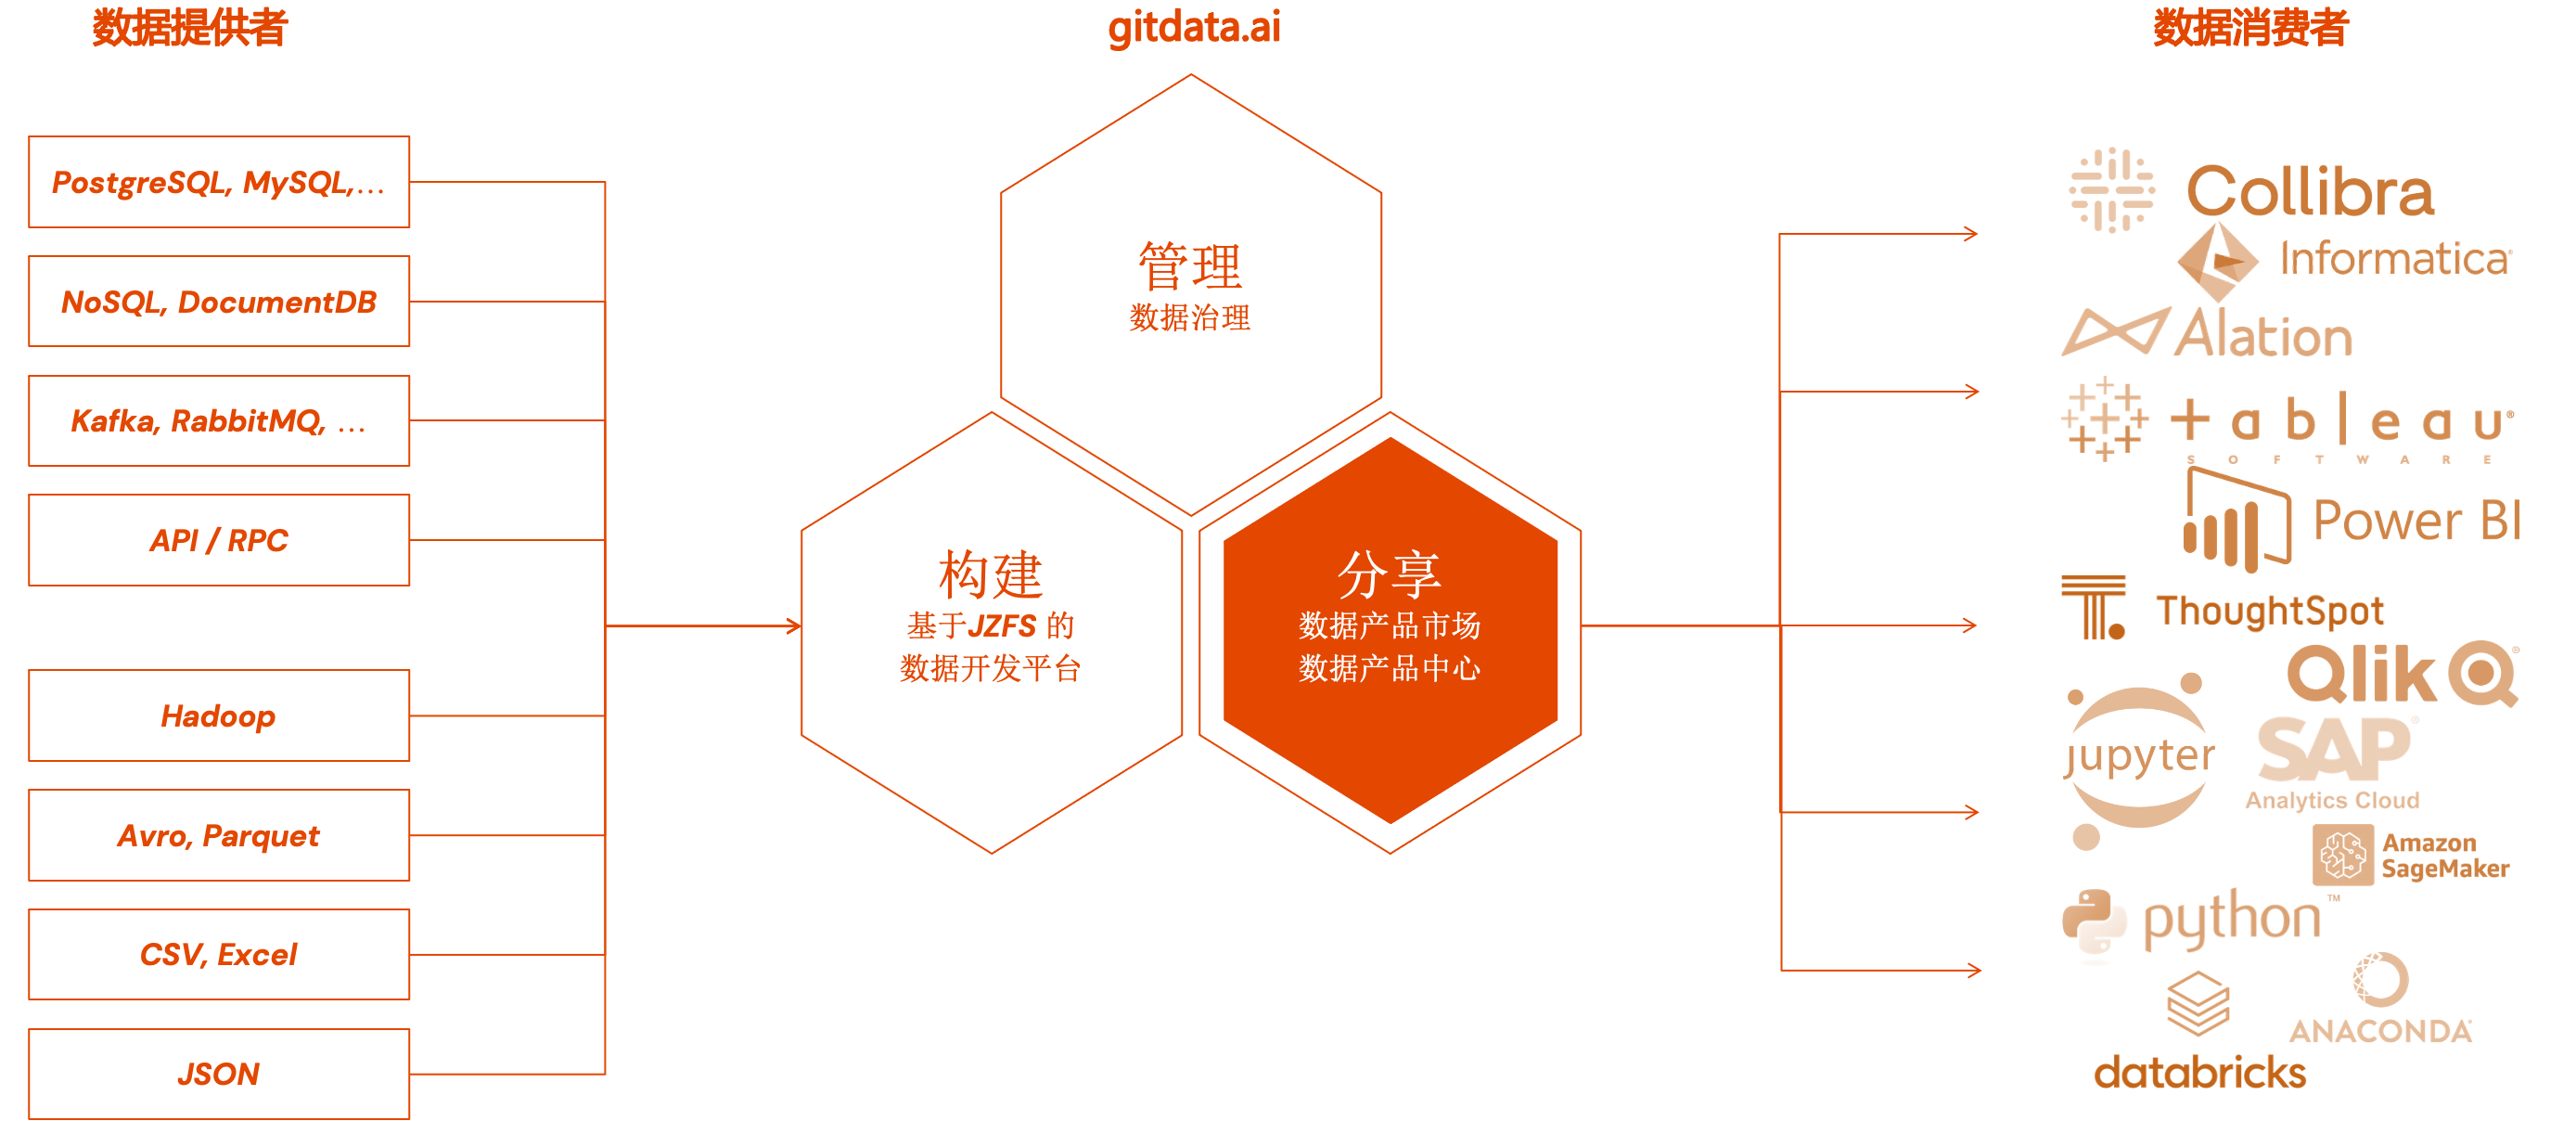 数据提供者
gitdata.ai
数据消费者
PostgreSQL, MySQL,...
NoSQL, DocumentDB
Kafka, RabbitMQ, ...
API / RPC
Hadoop
Avro, Parquet
CSV, Excel
JSON
管理
数据治理
构建
基于JZFS 的
数据开发平台
分享
数据产品市场
数据产品中心
Collibra
Informatica®
Alation
+ableau®
SOFTWARE
Power BI
ThoughtSpot
Qlik Q®
jupyter
SAP®
Analytics Cloud
Amazon
SageMaker
python™
ANACONDA®
databricks